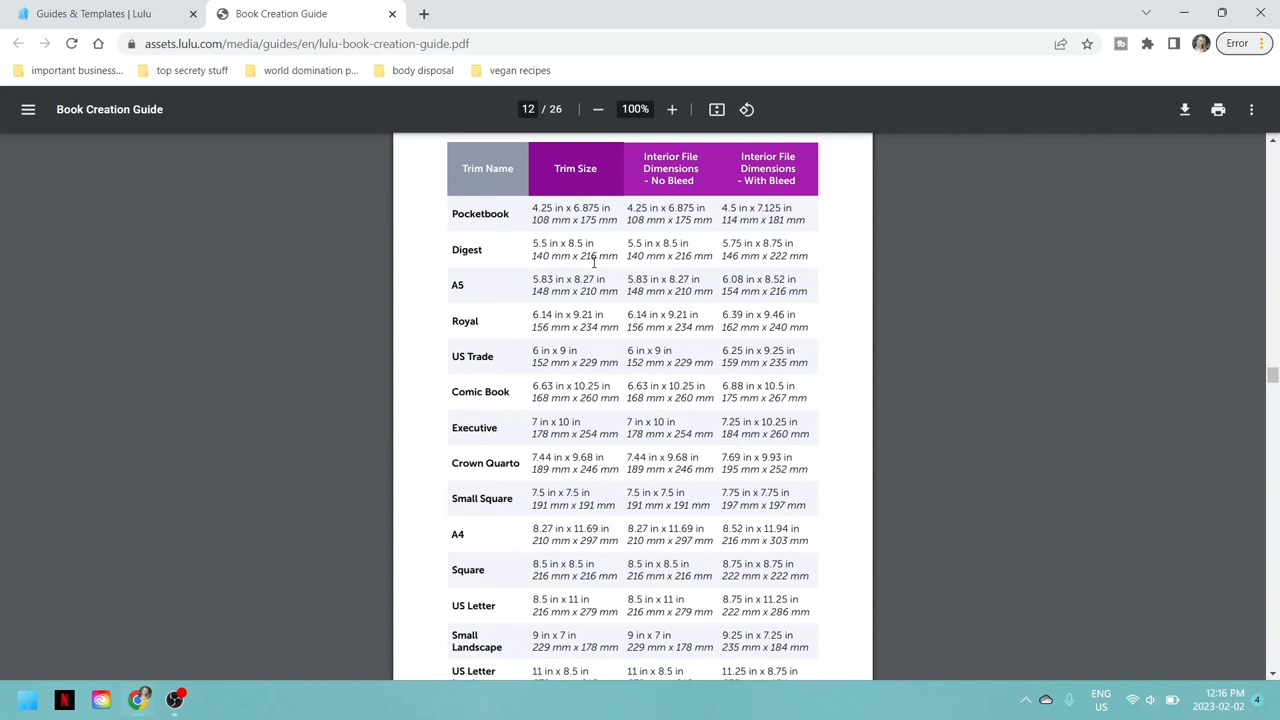 Guides & Templates | Lulu
Book Creation Guide
assets.lulu.com/media/guides/en/lulu-book-creation-guide.pdf
Error
important business...
top secrety stuff
world domination p...
body disposal
vegan recipes
Book Creation Guide
12 / 26
100%
Trim Name
Trim Size
Interior File
Dimensions
- No Bleed
Interior File
Dimensions
- With Bleed
Pocketbook
4.25 in x 6.875 in
108 mm x 175 mm
4.25 in x 6.875 in
108 mm x 175 mm
4.5 in x 7.125 in
114 mm x 181 mm
Digest
5.5 in x 8.5 in
140 mm x 216 mm
5.5 in x 8.5 in
140 mm x 216 mm
5.75 in x 8.75 in
146 mm x 222 mm
A5
5.83 in x 8.27 in
148 mm x 210 mm
5.83 in x 8.27 in
148 mm x 210 mm
6.08 in x 8.52 in
154 mm x 216 mm
Royal
6.14 in x 9.21 in
156 mm x 234 mm
6.14 in x 9.21 in
156 mm x 234 mm
6.39 in x 9.46 in
162 mm x 240 mm
US Trade
6 in x 9 in
152 mm x 229 mm
6 in x 9 in
152 mm x 229 mm
6.25 in x 9.25 in
159 mm x 235 mm
Comic Book
6.63 in x 10.25 in
168 mm x 260 mm
6.63 in x 10.25 in
168 mm x 260 mm
6.88 in x 10.5 in
175 mm x 267 mm
Executive
7 in x 10 in
178 mm x 254 mm
7 in x 10 in
178 mm x 254 mm
7.25 in x 10.25 in
184 mm x 260 mm
Crown Quarto
7.44 in x 9.68 in
189 mm x 246 mm
7.44 in x 9.68 in
189 mm x 246 mm
7.69 in x 9.93 in
195 mm x 252 mm
Small Square
7.5 in x 7.5 in
191 mm x 191 mm
7.5 in x 7.5 in
191 mm x 191 mm
7.75 in x 7.75 in
197 mm x 197 mm
A4
8.27 in x 11.69 in
210 mm x 297 mm
8.27 in x 11.69 in
210 mm x 297 mm
8.52 in x 11.94 in
216 mm x 303 mm
Square
8.5 in x 8.5 in
216 mm x 216 mm
8.5 in x 8.5 in
216 mm x 216 mm
8.75 in x 8.75 in
222 mm x 222 mm
US Letter
8.5 in x 11 in
216 mm x 279 mm
8.5 in x 11 in
216 mm x 279 mm
8.75 in x 11.25 in
222 mm x 286 mm
Small
Landscape
9 in x 7 in
229 mm x 178 mm
9 in x 7 in
229 mm x 178 mm
9.25 in x 7.25 in
235 mm x 184 mm
US Letter
11 in x 8.5 in
11 in x 8.5 in
11.25 in x 8.75 in
ENG
US
12:16 PM
2023-02-02
4